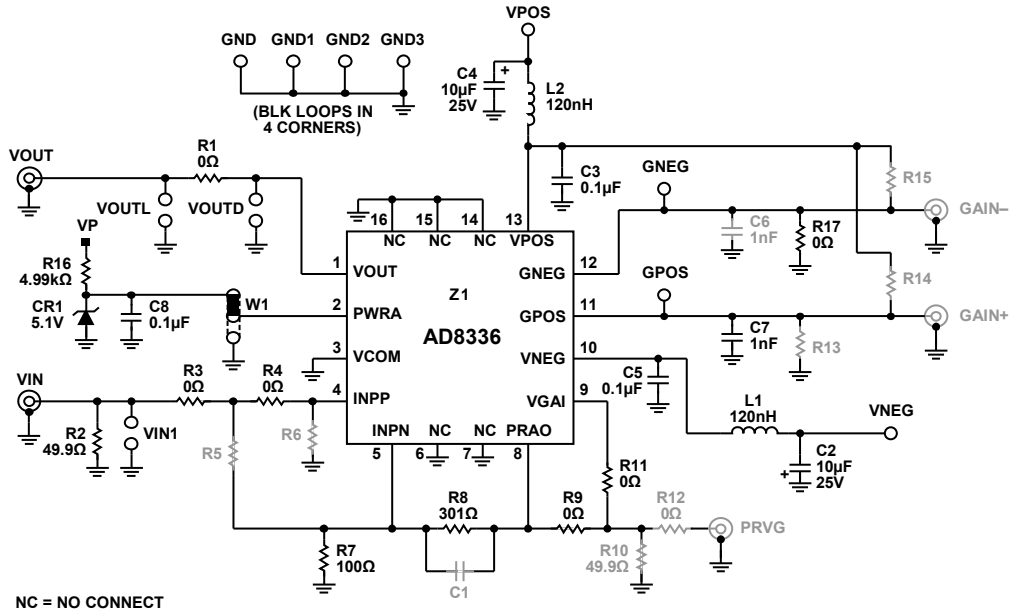 VPOS
GND GND1 GND2 GND3
C4
10µF
25V
+
L2
120nH
(BLK LOOPS IN
4 CORNERS)
VOUT
R1
0Ω
VOUTL
VOUTD
C3
0.1µF
GNEG
R15
GAIN–
16 15 14 13
NC NC NC VPOS
C6
1nF
R17
0Ω
VP
R16
4.99kΩ
CR1
5.1V
C8
0.1µF
W1
1 VOUT
2 PWRA
3 VCOM
4 INPP
Z1
AD8336
GNEG 12
GPOS 11
VNEG 10
VGAI 9
INPN NC NC PRAO
5 6 7 8
GPOS
R14
GAIN+
C7
1nF
R13
C5
0.1µF
L1
120nH
VNEG
C2
10µF
25V
+
VIN
R3
0Ω
R4
0Ω
R2
49.9Ω
VIN1
R5
R6
R11
0Ω
R8
301Ω
R9
0Ω
R12
0Ω
PRVG
R7
100Ω
C1
R10
49.9Ω
NC = NO CONNECT